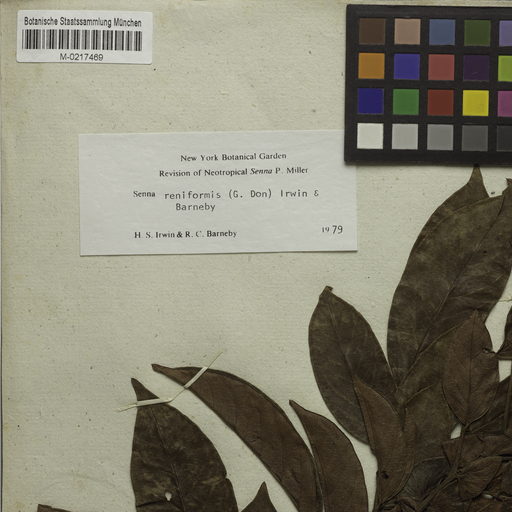 Botanische Staatssammlung München
M-0217469
New York Botanical Garden
Revision of Neotropical Senna P. Miller
Senna reniformis (G. Don) Irwin &
Barneby
H. S. Irwin & R. C. Barneby 1979